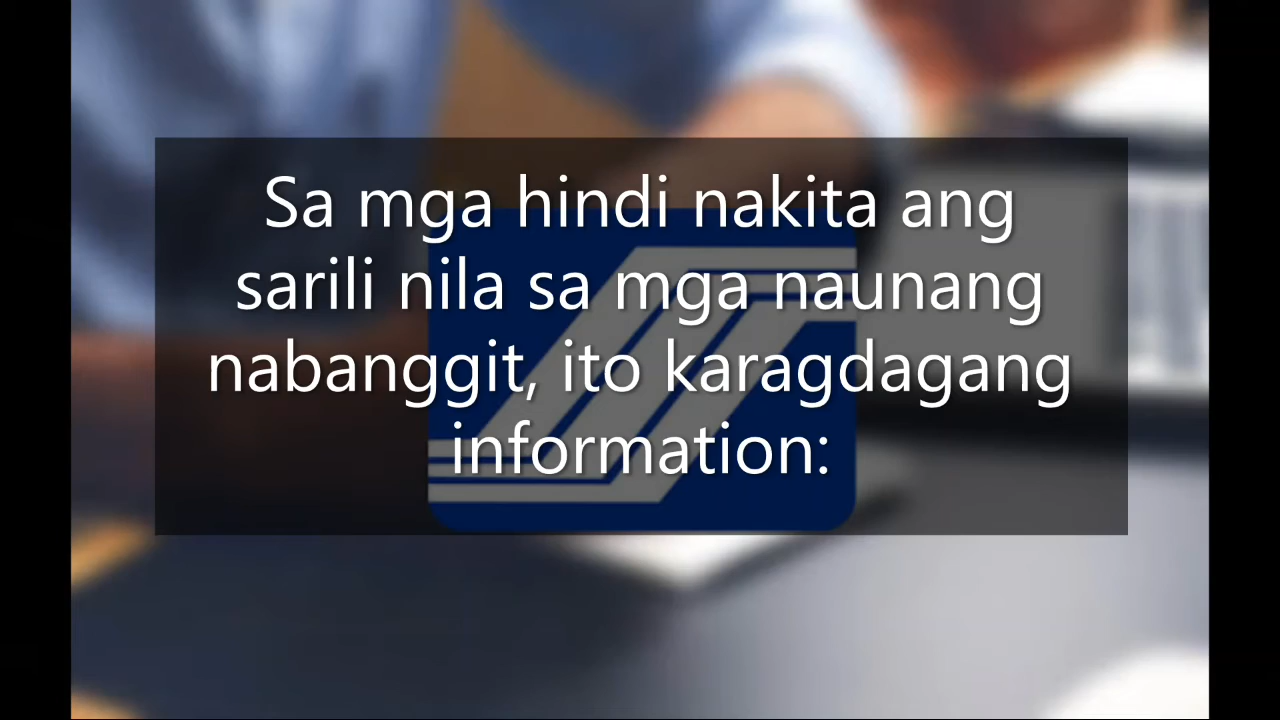 Sa mga hindi nakita ang
sarili nila sa mga naunang
nabanggit, ito karagdagang
information: